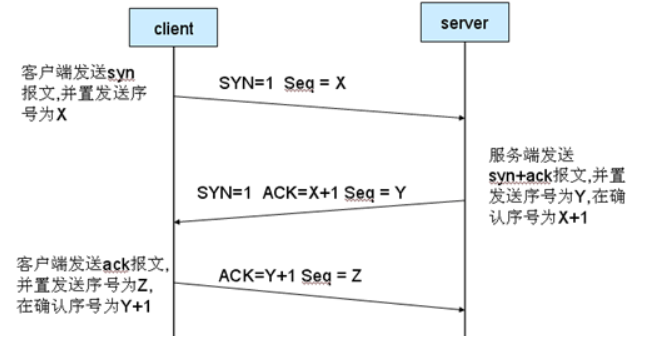 client
server
客户端发送syn
报文,并置发送序
号为X
SYN=1 Seq = X
服务端发送
syn+ack报文,并置
发送序号为Y,在确
认序号为X+1
SYN=1 ACK=X+1 Seq = Y
客户端发送ack报文,
并置发送序号为Z,
在确认序号为Y+1
ACK=Y+1 Seq = Z